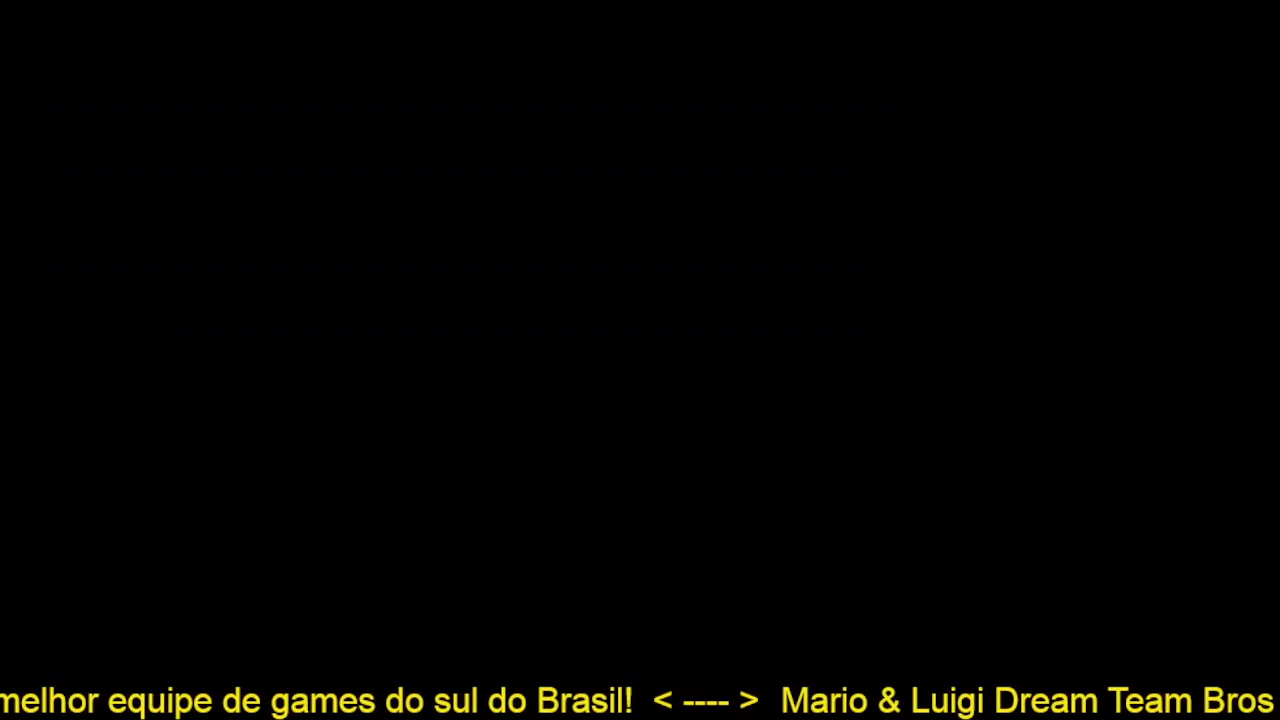 melhor equipe de games do sul do Brasil! < ---- > Mario & Luigi Dream Team Bros